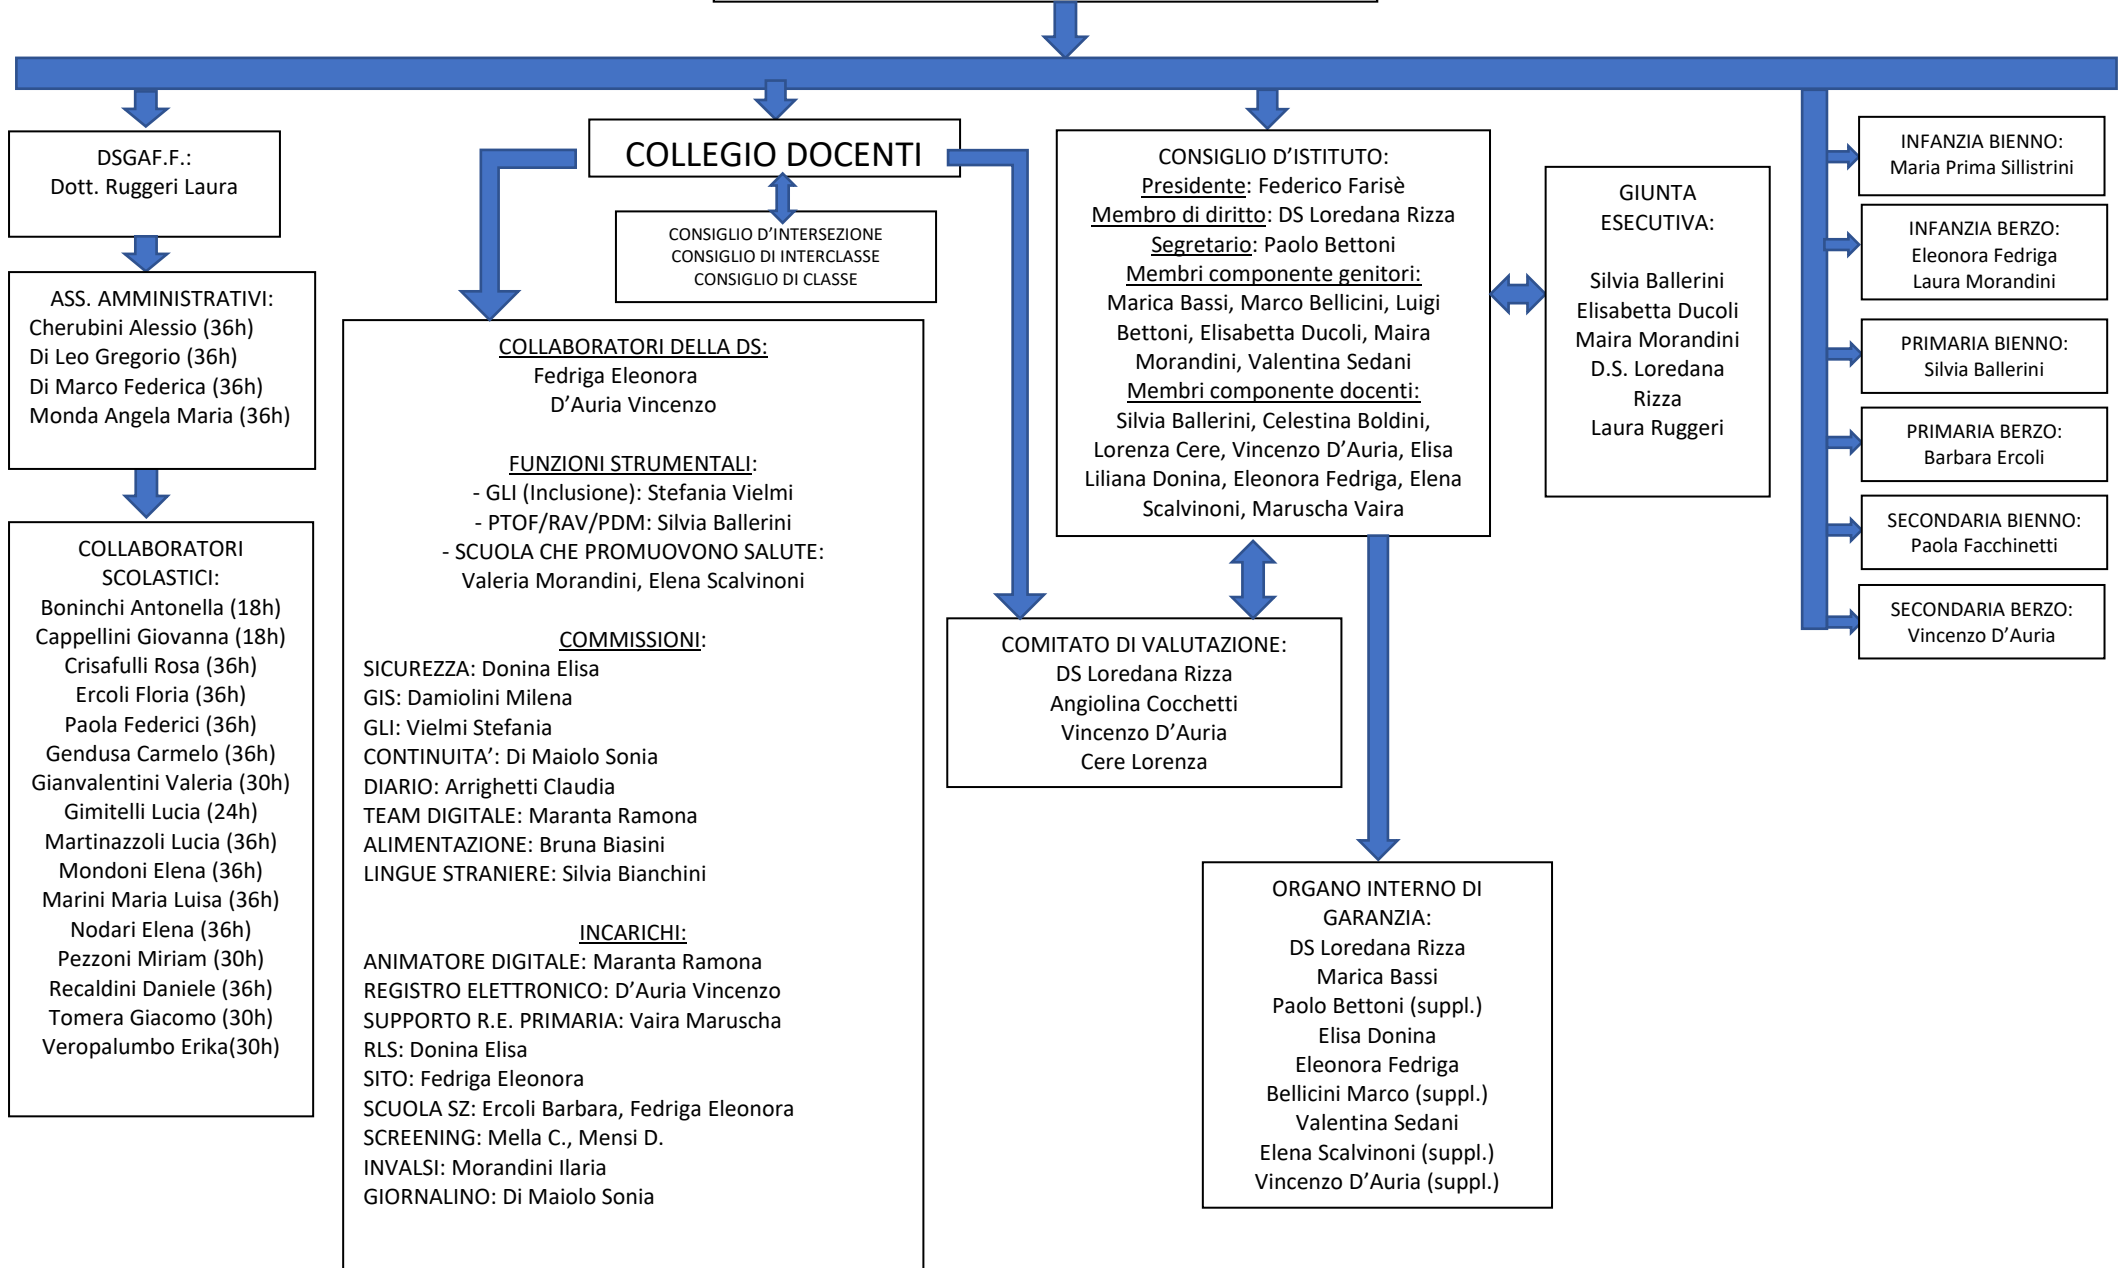 DSGAF.F.:
Dott. Ruggeri Laura
ASS. AMMINISTRATIVI:
Cherubini Alessio (36h)
Di Leo Gregorio (36h)
Di Marco Federica (36h)
Monda Angela Maria (36h)
COLLABORATORI
SCOLASTICI:
Boninchi Antonella (18h)
Cappellini Giovanna (18h)
Crisafulli Rosa (36h)
Ercoli Floria (36h)
Paola Federici (36h)
Gendusa Carmelo (36h)
Gianvalentini Valeria (30h)
Gimitelli Lucia (24h)
Martinazzoli Lucia (36h)
Mondoni Elena (36h)
Marini Maria Luisa (36h)
Nodari Elena (36h)
Pezzoni Miriam (30h)
Recaldini Daniele (36h)
Tomera Giacomo (30h)
Veropalumbo Erika(30h)
COLLEGIO DOCENTI
CONSIGLIO D’INTERSEZIONE
CONSIGLIO DI INTERCLASSE
CONSIGLIO DI CLASSE
COLLABORATORI DELLA DS:
Fedriga Eleonora
D’Auria Vincenzo
FUNZIONI STRUMENTALI:
- GLI (Inclusione): Stefania Vielmi
- PTOF/RAV/PDM: Silvia Ballerini
- SCUOLA CHE PROMUOVONO SALUTE:
Valeria Morandini, Elena Scalvinoni
COMMISSIONI:
SICUREZZA: Donina Elisa
GIS: Damiolini Milena
GLI: Vielmi Stefania
CONTINUITA’: Di Maiolo Sonia
DIARIO: Arrighetti Claudia
TEAM DIGITALE: Maranta Ramona
ALIMENTAZIONE: Bruna Biasini
LINGUE STRANIERE: Silvia Bianchini
INCARICHI:
ANIMATORE DIGITALE: Maranta Ramona
REGISTRO ELETTRONICO: D’Auria Vincenzo
SUPPORTO R.E. PRIMARIA: Vaira Maruscha
RLS: Donina Elisa
SITO: Fedriga Eleonora
SCUOLA SZ: Ercoli Barbara, Fedriga Eleonora
SCREENING: Mella C., Mensi D.
INVALSI: Morandini Ilaria
GIORNALINO: Di Maiolo Sonia
CONSIGLIO D’ISTITUTO:
Presidente: Federico Farisè
Membro di diritto: DS Loredana Rizza
Segretario: Paolo Bettoni
Membri componente genitori:
Marica Bassi, Marco Bellicini, Luigi
Bettoni, Elisabetta Ducoli, Maira
Morandini, Valentina Sedani
Membri componente docenti:
Silvia Ballerini, Celestina Boldini,
Lorenza Cere, Vincenzo D’Auria, Elisa
Liliana Donina, Eleonora Fedriga, Elena
Scalvinoni, Maruscha Vaira
GIUNTA
ESECUTIVA:
Silvia Ballerini
Elisabetta Ducoli
Maira Morandini
D.S. Loredana
Rizza
Laura Ruggeri
COMITATO DI VALUTAZIONE:
DS Loredana Rizza
Angiolina Cocchetti
Vincenzo D’Auria
Cere Lorenza
ORGANO INTERNO DI
GARANZIA:
DS Loredana Rizza
Marica Bassi
Paolo Bettoni (suppl.)
Elisa Donina
Eleonora Fedriga
Bellicini Marco (suppl.)
Valentina Sedani
Elena Scalvinoni (suppl.)
Vincenzo D’Auria (suppl.)
INFANZIA BIENNO:
Maria Prima Sillistrini
INFANZIA BERZO:
Eleonora Fedriga
Laura Morandini
PRIMARIA BIENNO:
Silvia Ballerini
PRIMARIA BERZO:
Barbara Ercoli
SECONDARIA BIENNO:
Paola Facchinetti
SECONDARIA BERZO:
Vincenzo D’Auria